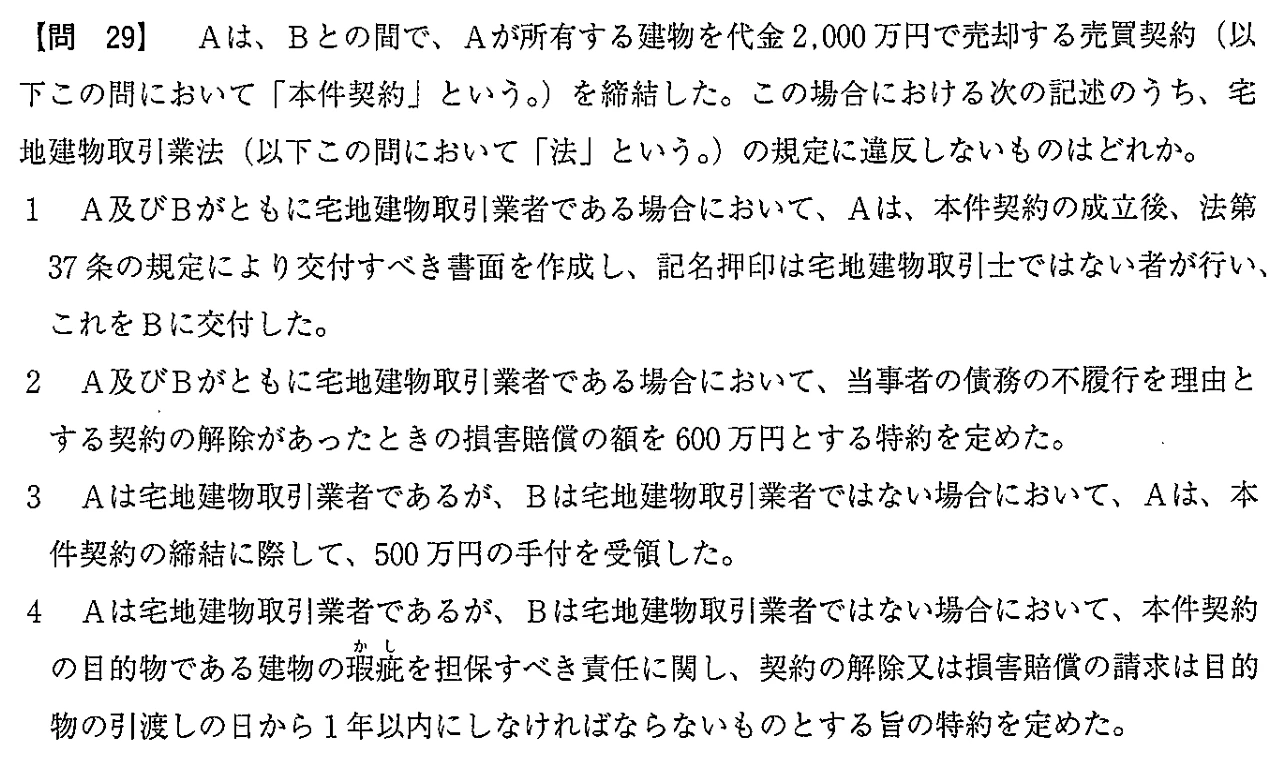 【問 29】 Aは、Bとの間で、Aが所有する建物を代金2,000万円で売却する売買契約（以
下この問において「本件契約」という。）を締結した。この場合における次の記述のうち、宅
地建物取引業法（以下この問において「法」という。）の規定に違反しないものはどれか。
1 A及びBがともに宅地建物取引業者である場合において、Aは、本件契約の成立後、法第
37条の規定により交付すべき書面を作成し、記名押印は宅地建物取引士ではない者が行い、
これをBに交付した。
2 A及びBがともに宅地建物取引業者である場合において、当事者の債務の不履行を理由と
する契約の解除があったときの損害賠償の額を600万円とする特約を定めた。
3 Aは宅地建物取引業者であるが、Bは宅地建物取引業者ではない場合において、Aは、本
件契約の締結に際して、500万円の手付を受領した。
4 Aは宅地建物取引業者であるが、Bは宅地建物取引業者ではない場合において、本件契約
かし
の目的物である建物の瑕疵を担保すべき責任に関し、契約の解除又は損害賠償の請求は目的
物の引渡しの日から1年以内にしなければならないものとする旨の特約を定めた。